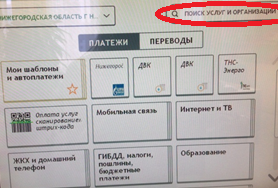 НИЖЕГОРОДСКАЯ ОБЛАСТЬ Г Н...
ПОИСК УСЛУГ И ОРГАНИЗАЦИЙ
ПЛАТЕЖИ
ПЕРЕВОДЫ
Мои шаблоны
и автоплатежи
Нижегород
ДВК
ДВК
ТНС-
Энерго
Оплата услуг
сканированием
штрих-кода
Мобильная связь
Интернет и ТВ
ЖКХ и домашний
телефон
ГИБДД, налоги,
пошлины,
бюджетные
платежи
Образование